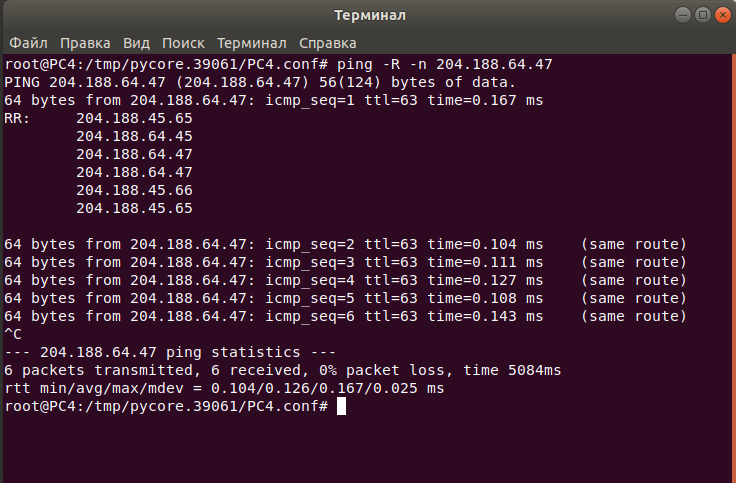 Терминал
Файл Правка Вид Поиск Терминал Справка
root@PC4:/tmp/pycore.39061/PC4.conf# ping -R -n 204.188.64.47
PING 204.188.64.47 (204.188.64.47) 56(124) bytes of data.
64 bytes from 204.188.64.47: icmp_seq=1 ttl=63 time=0.167 ms
RR:     204.188.45.65
        204.188.64.45
        204.188.64.47
        204.188.64.47
        204.188.45.66
        204.188.45.65
64 bytes from 204.188.64.47: icmp_seq=2 ttl=63 time=0.104 ms    (same route)
64 bytes from 204.188.64.47: icmp_seq=3 ttl=63 time=0.111 ms    (same route)
64 bytes from 204.188.64.47: icmp_seq=4 ttl=63 time=0.127 ms    (same route)
64 bytes from 204.188.64.47: icmp_seq=5 ttl=63 time=0.108 ms    (same route)
64 bytes from 204.188.64.47: icmp_seq=6 ttl=63 time=0.143 ms    (same route)
^C
--- 204.188.64.47 ping statistics ---
6 packets transmitted, 6 received, 0% packet loss, time 5084ms
rtt min/avg/max/mdev = 0.104/0.126/0.167/0.025 ms
root@PC4:/tmp/pycore.39061/PC4.conf#